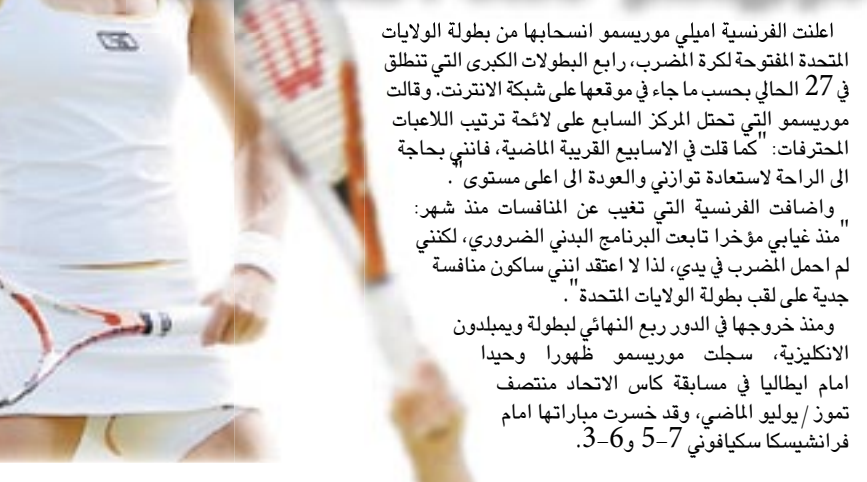 اعلنت الفرنسية اميلي موريسمو انسحابها من بطولة الولايات
المتحدة المفتوحة لكرة المضرب، رابع البطولات الكبرى التي تنطلق
في 27 الحالي بحسب ما جاء في موقعها على شبكة الانترنت. وقالت
موريسمو التي تحتل المركز السابع على لائحة ترتيب اللاعبات
المحترفات: "كما قلت في الاسابيع القريبة الماضية، فانني بحاجة
الى الراحة لاستعادة توازني والعودة الى اعلى مستوى".
واضافت الفرنسية التي تغيب عن المنافسات منذ شهر:
"منذ غيابي مؤخرا تابعت البرنامج البدني الضروري، لكنني
لم احمل المضرب في يدي، لذا لا اعتقد انني ساكون منافسة
جدية على لقب بطولة الولايات المتحدة".
ومنذ خروجها في الدور ربع النهائي لبطولة ويمبلدون
الانكليزية، سجلت موريسمو ظهورا وحيدا
امام ايطاليا في مسابقة كاس الاتحاد منتصف
تموز/يوليو الماضي، وقد خسرت مباراتها امام
فرانشيسكا سكيافوني 7-5 و6-3.